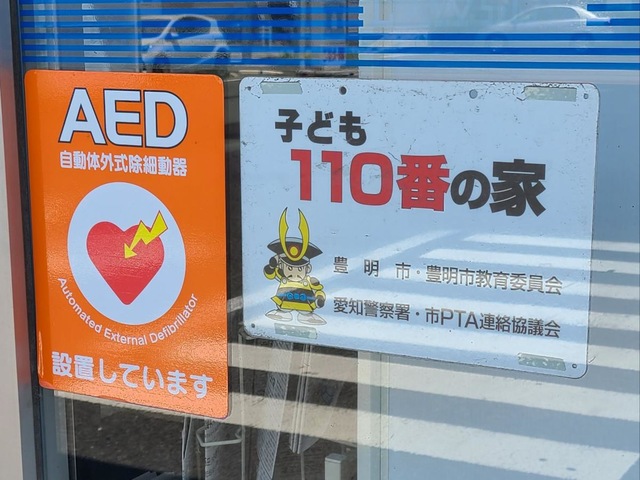 AED
自動体外式除細動器
Automated External Defibrillator
設置しています
子ども
110番の家
豊明市・豊明市教育委員会
愛知警察署・市PTA連絡協議会